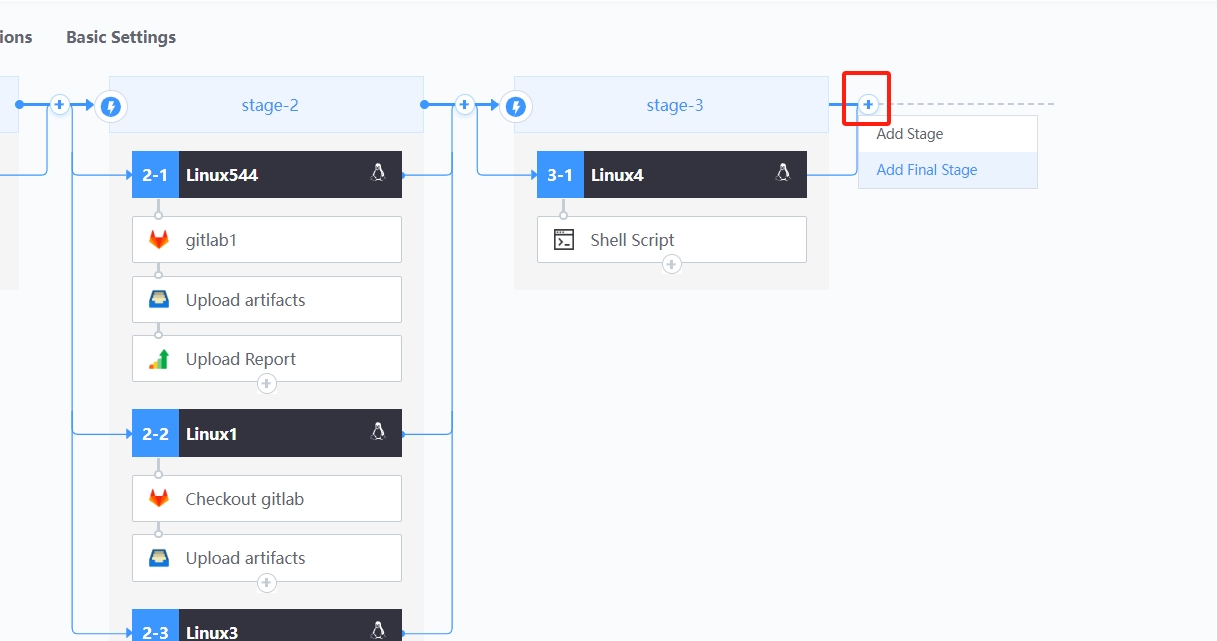 ions
Basic Settings
stage-2
2-1 Linux544
gitlab1
Upload artifacts
Upload Report
2-2 Linux1
Checkout gitlab
Upload artifacts
2-3 Linux3
stage-3
3-1 Linux4
Shell Script
Add Stage
Add Final Stage